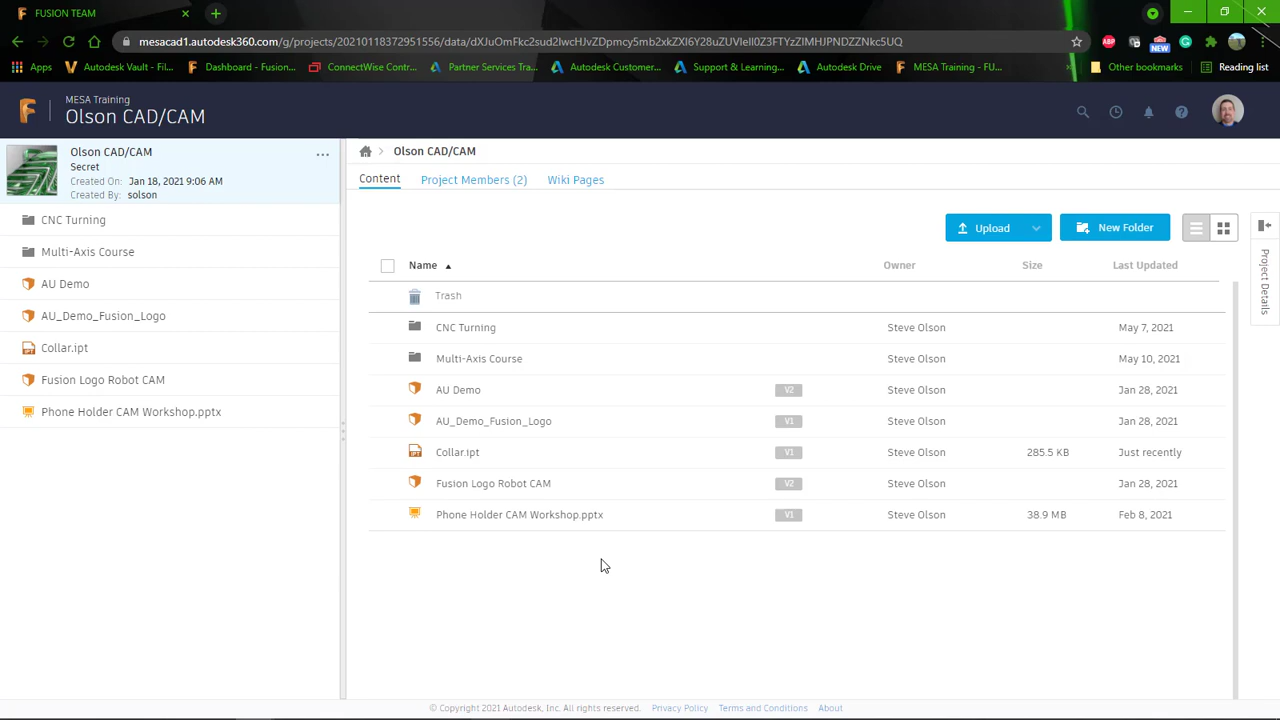 FUSION TEAM
mesacad1.autodesk360.com/g/projects/20210118372951556/data/dXJuOmFkc2sud2lwcHJvZDpmcy5mb2xkZXI6Y28uZUVIell0Z3FTYzZIMHJPNDZZNkc5UQ
Apps
Autodesk Vault - Fil...
Dashboard - Fusion...
ConnectWise Contr...
Partner Services Tra...
Autodesk Customer...
Support & Learning...
Autodesk Drive
MESA Training - FU...
»
Other bookmarks
Reading list
ABP
NEW
MESA Training
Olson CAD/CAM
Olson CAD/CAM
Secret
Created On: Jan 18, 2021 9:06 AM
Created By: solson
CNC Turning
Multi-Axis Course
AU Demo
AU_Demo_Fusion_Logo
Collar.ipt
Fusion Logo Robot CAM
Phone Holder CAM Workshop.pptx
Olson CAD/CAM
Content Project Members (2) Wiki Pages
Upload New Folder
Project Details
Name Owner Size Last Updated
Trash
CNC Turning Steve Olson May 7, 2021
Multi-Axis Course Steve Olson May 10, 2021
AU Demo V2 Steve Olson Jan 28, 2021
AU_Demo_Fusion_Logo V1 Steve Olson Jan 28, 2021
IPT Collar.ipt V1 Steve Olson 285.5 KB Just recently
Fusion Logo Robot CAM V2 Steve Olson Jan 28, 2021
Phone Holder CAM Workshop.pptx V1 Steve Olson 38.9 MB Feb 8, 2021
© Copyright 2021 Autodesk, Inc. All rights reserved. Privacy Policy Terms and Conditions About